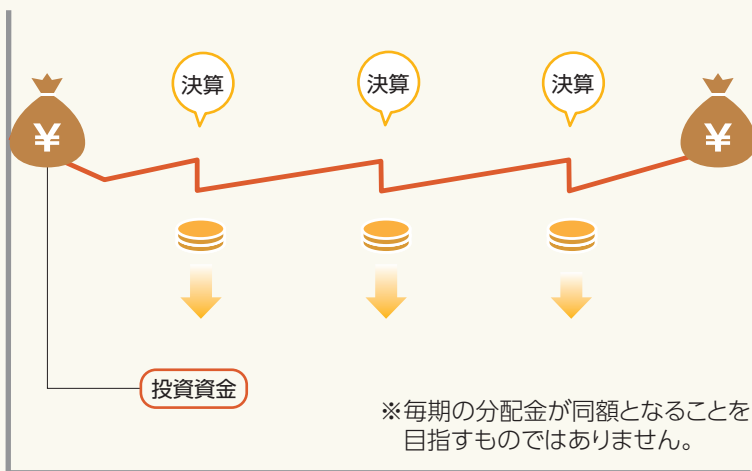 決算
決算
決算
¥
¥
投資資金
※毎期の分配金が同額となることを
目指すものではありません。